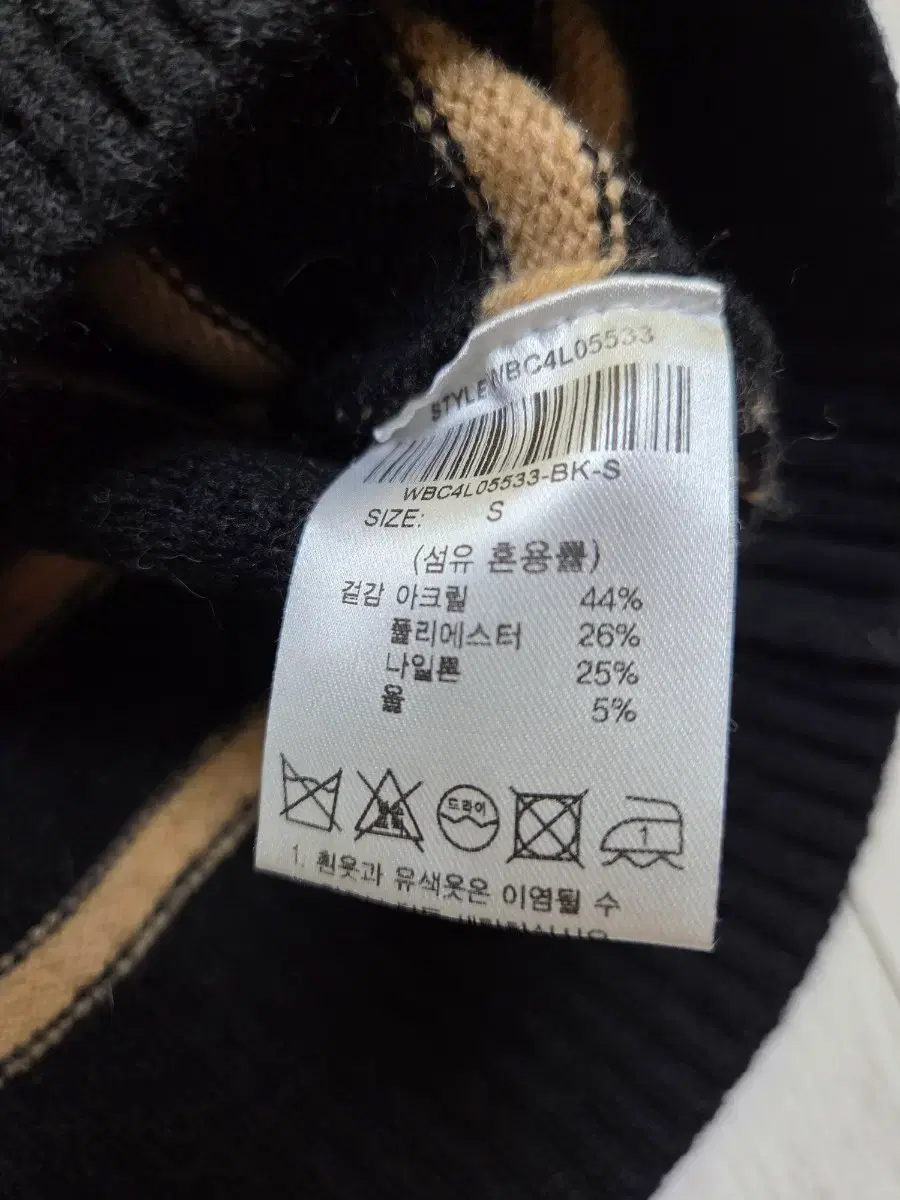 STYLE WBC4L05533
WBC4L05533-BK-S
SIZE: S
(섬유 혼용률)
겉감 아크릴 44%
폴리에스터 26%
나일론 25%
울 5%
드라이
1
1. 흰옷과 유색옷은 이염될 수